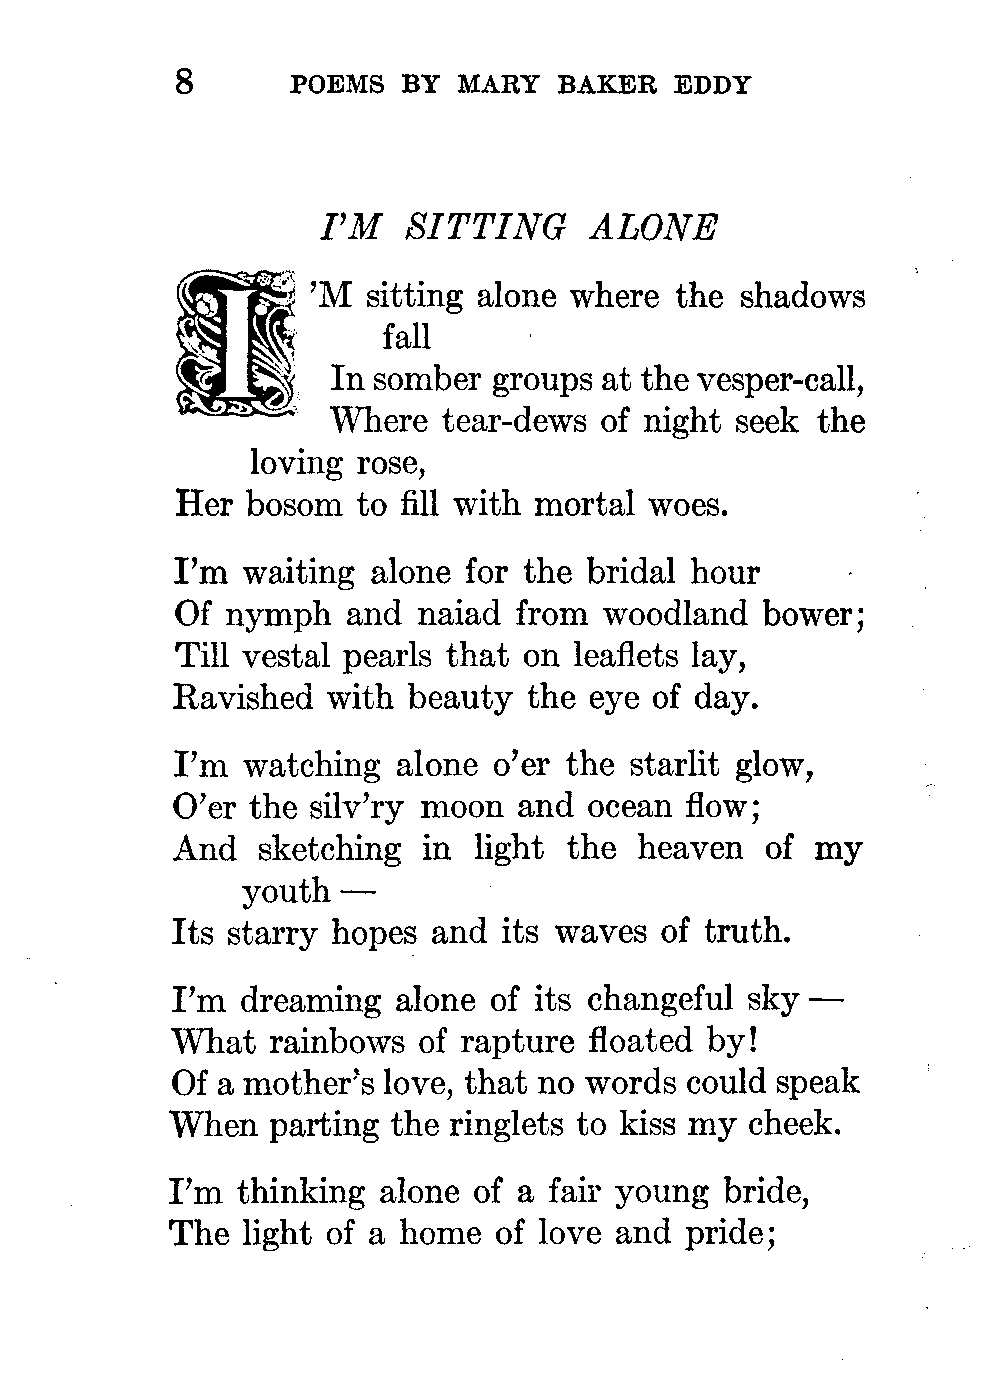 8 POEMS BY MARY BAKER EDDY
I'M SITTING ALONE
I'M sitting alone where the shadows
fall
In somber groups at the vesper-call,
Where tear-dews of night seek the
loving rose,
Her bosom to fill with mortal woes.
I'm waiting alone for the bridal hour
Of nymph and naiad from woodland bower;
Till vestal pearls that on leaflets lay,
Ravished with beauty the eye of day.
I'm watching alone o'er the starlit glow,
O'er the silv'ry moon and ocean flow;
And sketching in light the heaven of my
youth —
Its starry hopes and its waves of truth.
I'm dreaming alone of its changeful sky —
What rainbows of rapture floated by!
Of a mother's love, that no words could speak
When parting the ringlets to kiss my cheek.
I'm thinking alone of a fair young bride,
The light of a home of love and pride;